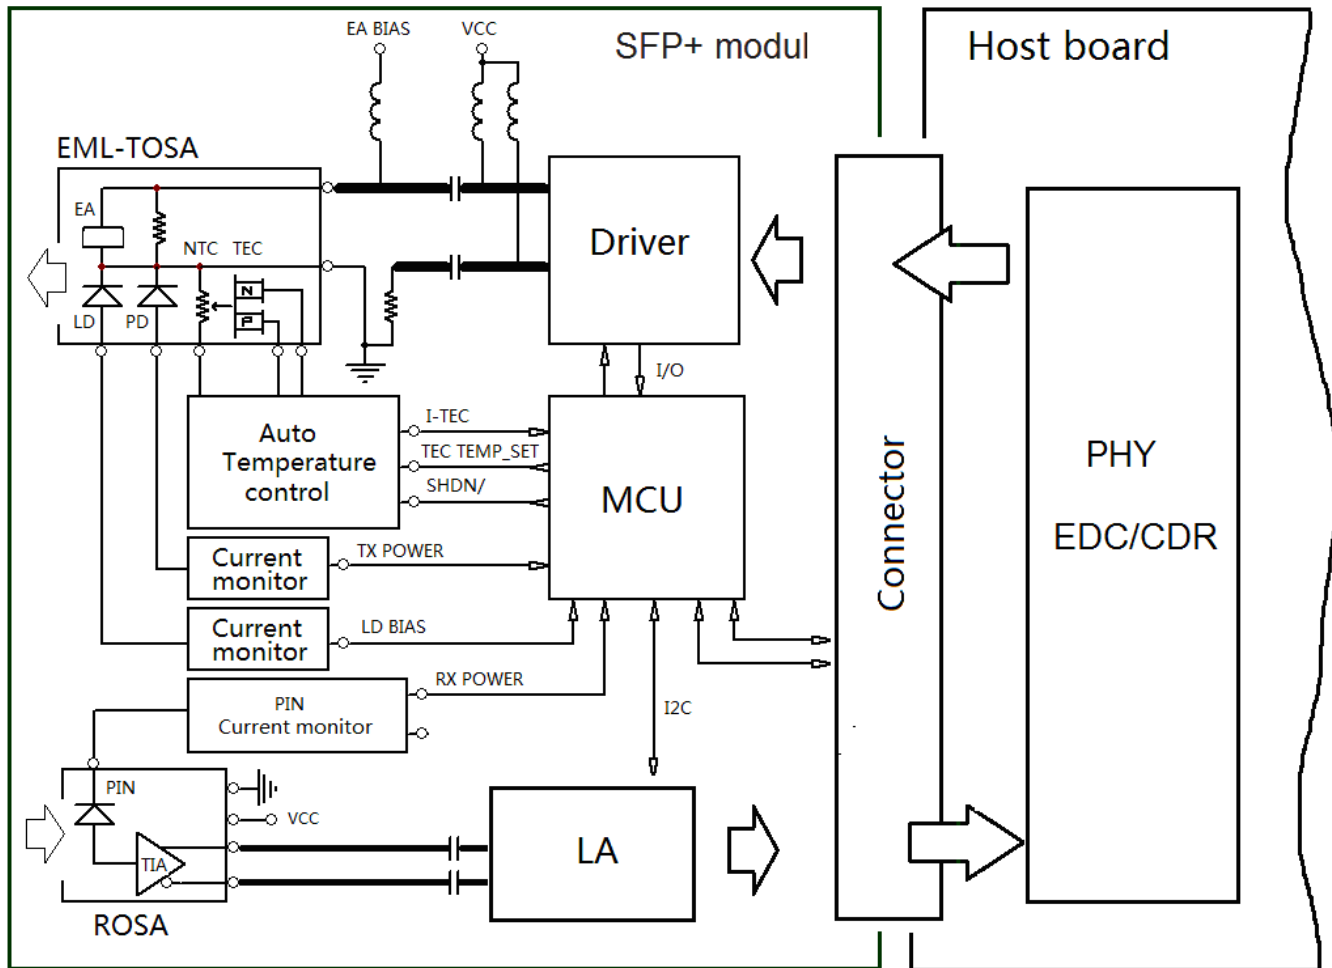 EA BIAS
VCC
SFP+ modul
Host board
EML-TOSA
EA
NTC
TEC
N
P
LD
PD
Driver
I/O
Auto
Temperature
control
I-TEC
TEC TEMP_SET
SHDN/
MCU
Connector
PHY
EDC/CDR
Current
monitor
TX POWER
Current
monitor
LD BIAS
PIN
Current monitor
RX POWER
I2C
PIN
VCC
TIA
LA
ROSA